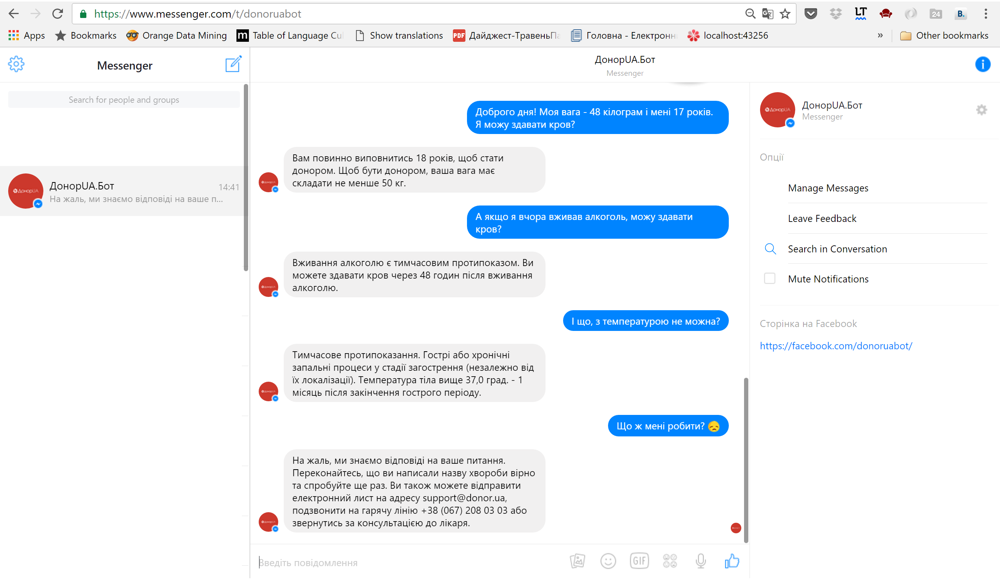 https://www.messenger.com/t/donoruabot
LT
24
B.
Apps
Bookmarks
Orange Data Mining
m
Table of Language Cul
Show translations
PDF
Дайджест-ТравеньПа
Головна - Електронн
localhost:43256
»
Other bookmarks
Messenger
Search for people and groups
ДонорUA
ДонорUA.Бот
14:41
На жаль, ми знаємо відповіді на ваше п...
ДонорUA.Бот
Messenger
Доброго дня! Моя вага - 48 кілограм і мені 17 років.
Я можу здавати кров?
Вам повинно виповнитись 18 років, щоб стати
донором. Щоб бути донором, ваша вага має
складати не менше 50 кг.
А якщо я вчора вживав алкоголь, можу здавати
кров?
Вживання алкоголю є тимчасовим протипоказом. Ви
можете здавати кров через 48 годин після вживання
алкоголю.
І що, з температурою не можна?
Тимчасове протипоказання. Гострі або хронічні
запальні процеси у стадії загострення (незалежно від
їх локалізації). Температура тіла вище 37,0 град. - 1
місяць після закінчення гострого періоду.
Що ж мені робити? 😞
На жаль, ми знаємо відповіді на ваше питання.
Переконайтесь, що ви написали назву хвороби вірно
та спробуйте ще раз. Ви також можете відправити
електронний лист на адресу support@donor.ua,
подзвонити на гарячу лінію +38 (067) 208 03 03 або
звернутись за консультацією до лікаря.
Введіть повідомлення
GIF
ДонорUA
ДонорUA.Бот
Messenger
Опції
Manage Messages
Leave Feedback
Search in Conversation
Mute Notifications
Сторінка на Facebook
https://facebook.com/donoruabot/